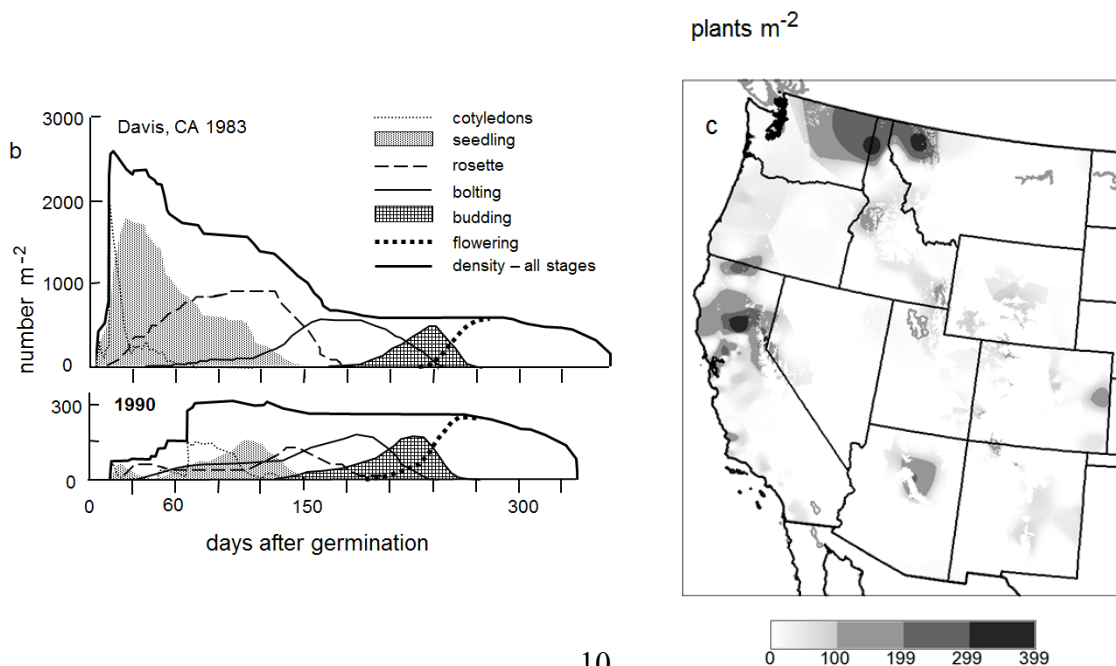 plants m-2
b
Davis, CA 1983
3000
2000
1000
0
number m-2
cotyledons
seedling
rosette
bolting
budding
flowering
density – all stages
1990
300
0
0 60 150 300
days after germination
c
0 100 199 299 399
10